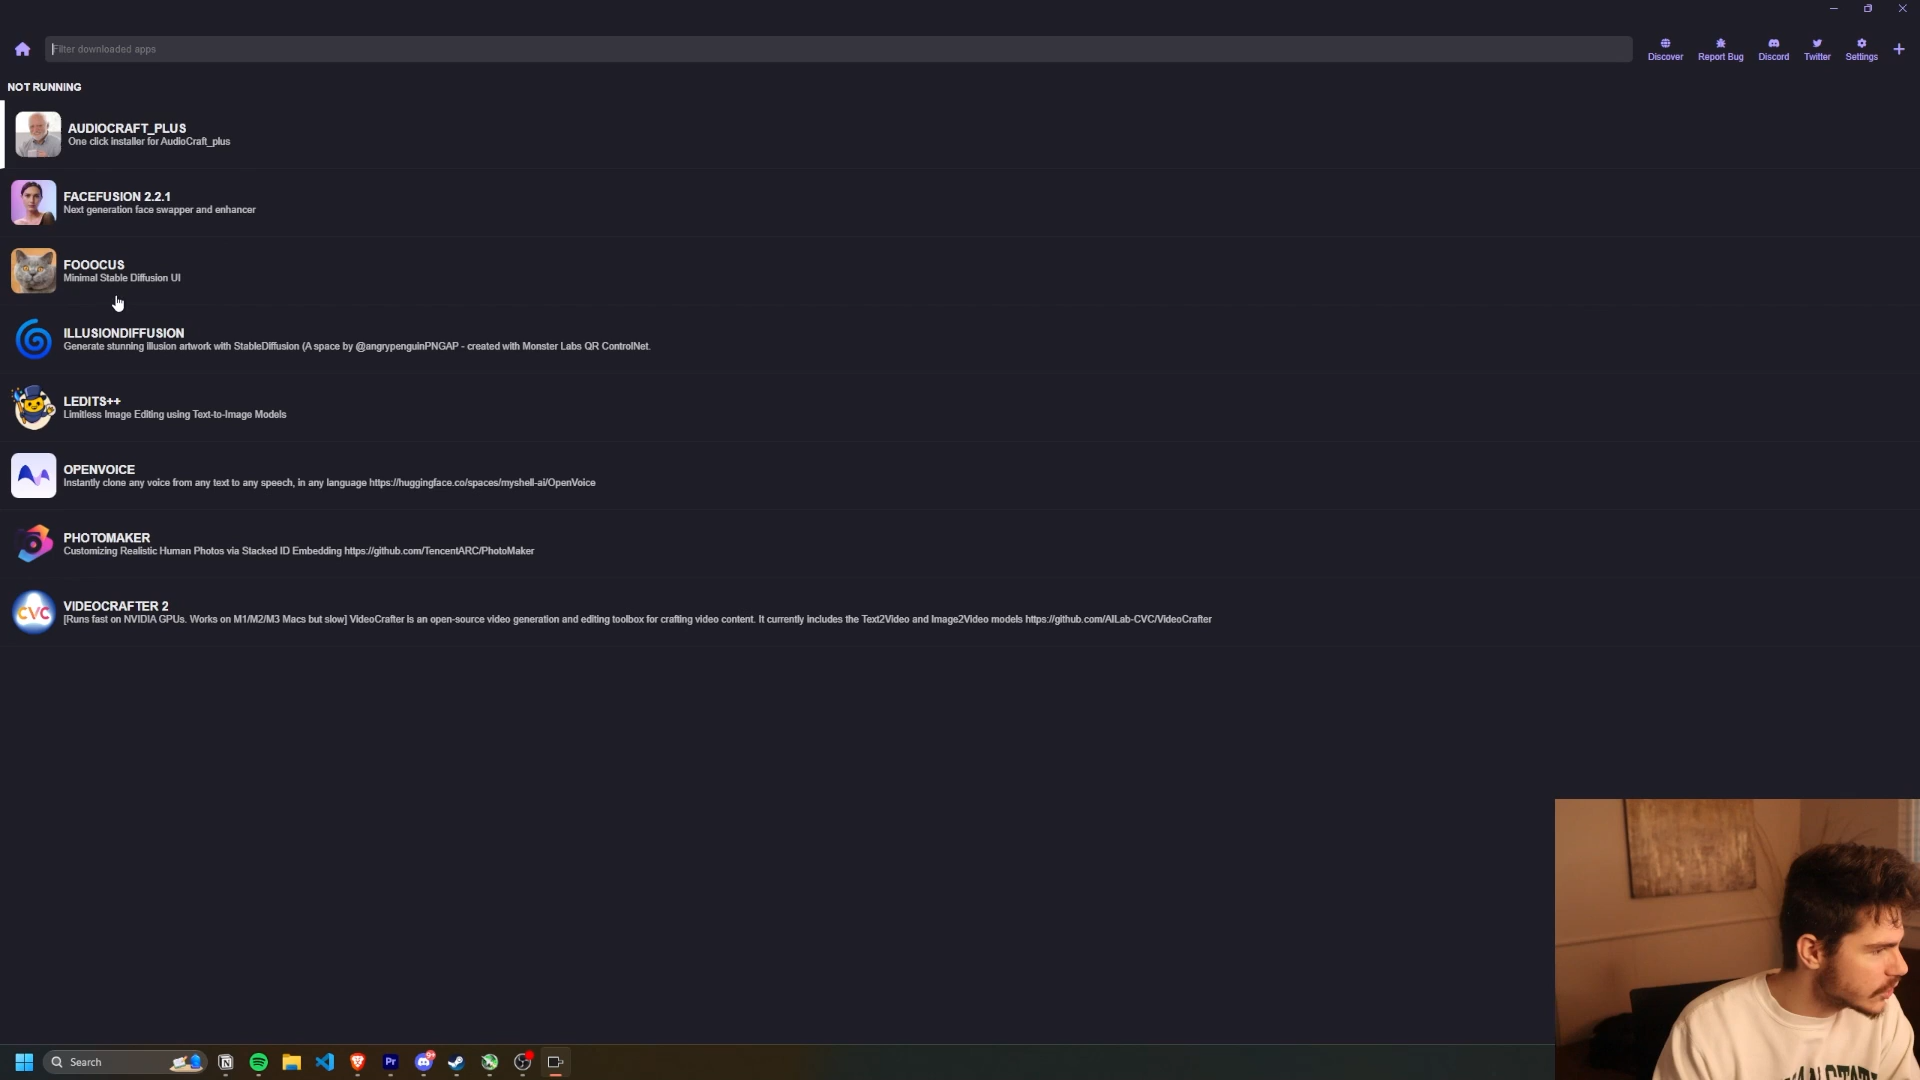 Filter downloaded apps
Discover
Report Bug
Discord
Twitter
Settings
NOT RUNNING
AUDIOCRAFT_PLUS
One click installer for AudioCraft_plus
FACEFUSION 2.2.1
Next generation face swapper and enhancer
FOOOCUS
Minimal Stable Diffusion UI
ILLUSIONDIFFUSION
Generate stunning illusion artwork with StableDiffusion (A space by @angrypenguinPNGAP - created with Monster Labs QR ControlNet.
LEDITS++
Limitless Image Editing using Text-to-Image Models
OPENVOICE
Instantly clone any voice from any text to any speech, in any language https://huggingface.co/spaces/myshell-ai/OpenVoice
PHOTOMAKER
Customizing Realistic Human Photos via Stacked ID Embedding https://github.com/TencentARC/PhotoMaker
CVC
VIDEOCRAFTER 2
[Runs fast on NVIDIA GPUs. Works on M1/M2/M3 Macs but slow] VideoCrafter is an open-source video generation and editing toolbox for crafting video content. It currently includes the Text2Video and Image2Video models https://github.com/AILab-CVC/VideoCrafter
Search
Pr